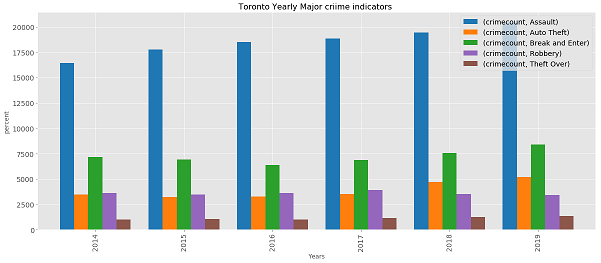 Toronto Yearly Major criime indicators
(crimecount, Assault)
(crimecount, Auto Theft)
(crimecount, Break and Enter)
(crimecount, Robbery)
(crimecount, Theft Over)
percent
20000
17500
15000
12500
10000
7500
5000
2500
0
2014
2015
2016
2017
2018
2019
Years